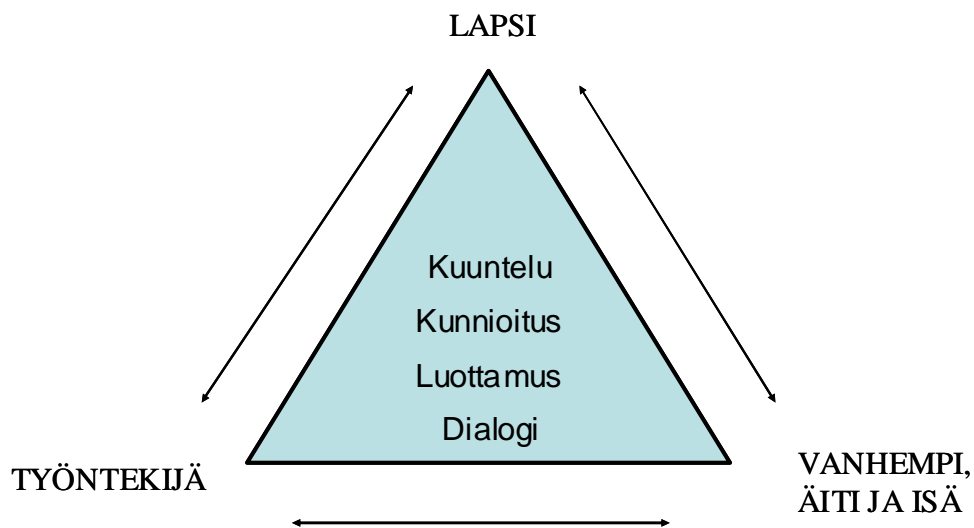 LAPSI
Kuuntelu
Kunnioitus
Luottamus
Dialogi
TYÖNTEKIJÄ
VANHEMPI,
ÄITI JA ISÄ